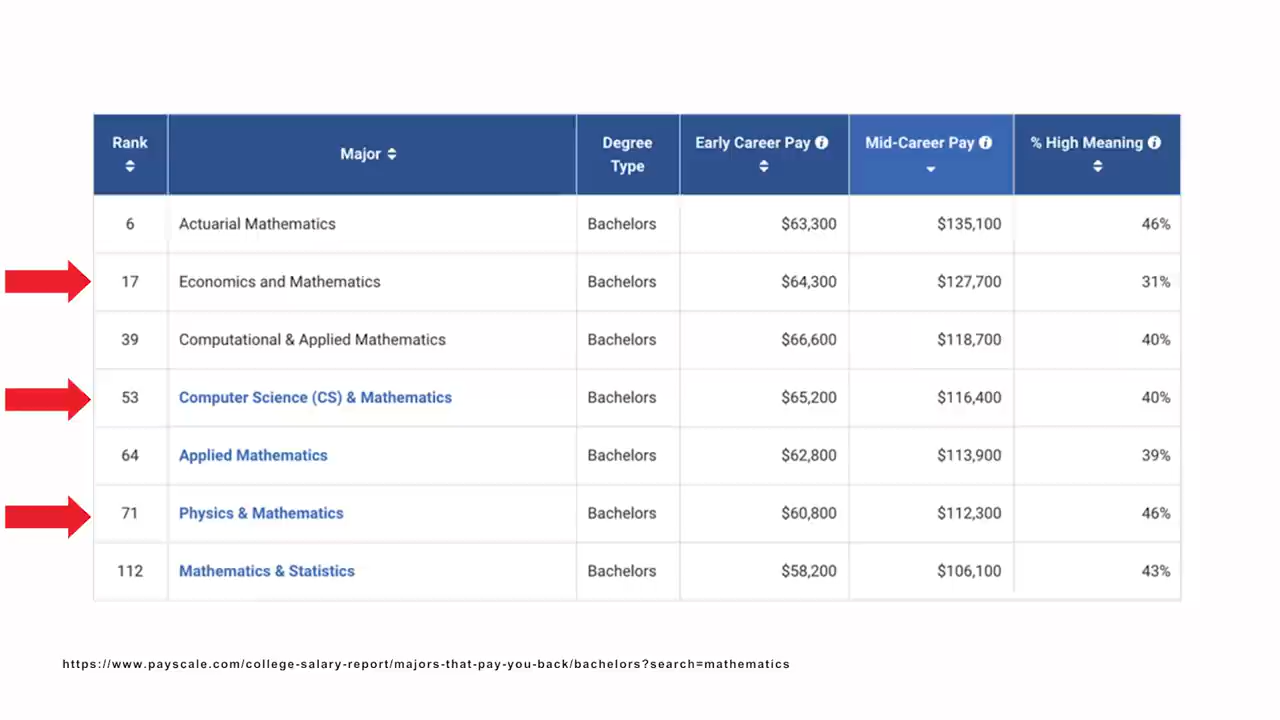 Rank Major Degree Type Early Career Pay Mid-Career Pay % High Meaning
6 Actuarial Mathematics Bachelors $63,300 $135,100 46%
17 Economics and Mathematics Bachelors $64,300 $127,700 31%
39 Computational & Applied Mathematics Bachelors $66,600 $118,700 40%
53 Computer Science (CS) & Mathematics Bachelors $65,200 $116,400 40%
64 Applied Mathematics Bachelors $62,800 $113,900 39%
71 Physics & Mathematics Bachelors $60,800 $112,300 46%
112 Mathematics & Statistics Bachelors $58,200 $106,100 43%
https://www.payscale.com/college-salary-report/majors-that-pay-you-back/bachelors?search=mathematics